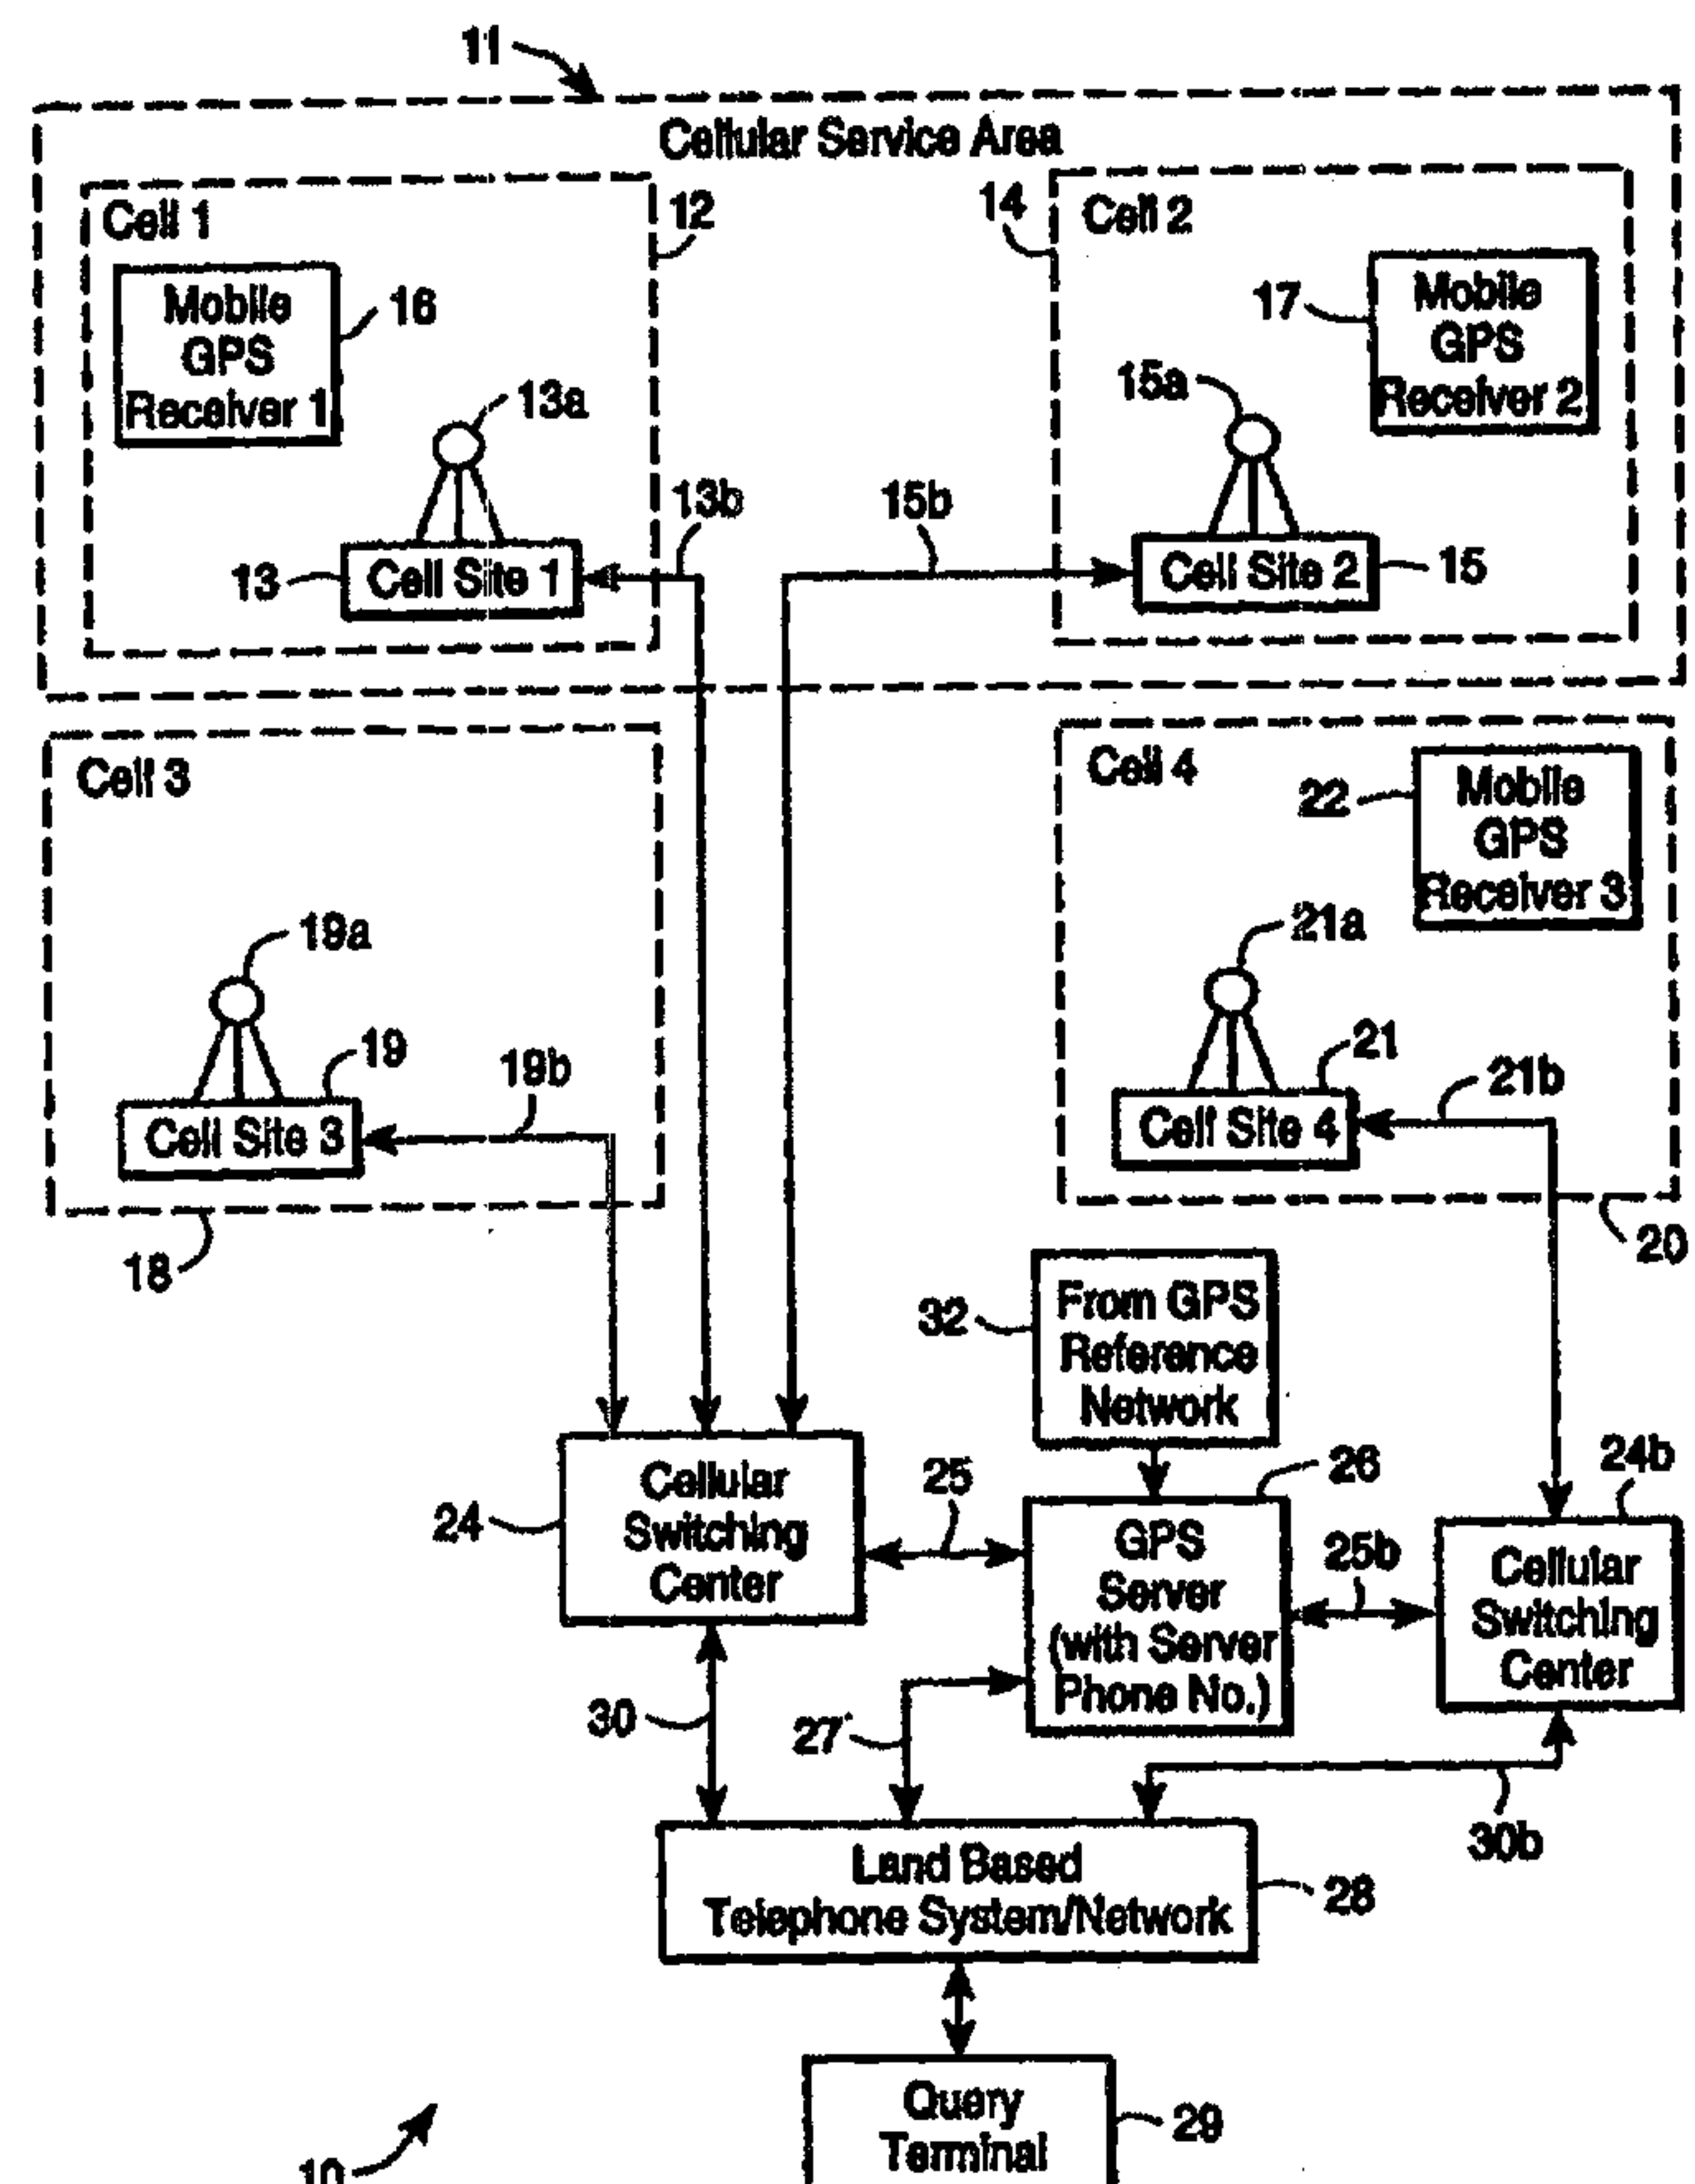 11
Cellular Service Area
Cell 1
12
14
Cell 2
Mobile
GPS
Receiver 1
16
17
Mobile
GPS
Receiver 2
13a
15a
13b
15b
13
Cell Site 1
Cell Site 2
15
Cell 3
Cell 4
22
Mobile
GPS
Receiver 3
19a
21a
19
19b
21
21b
Cell Site 3
Cell Site 4
18
20
32
From GPS
Reference
Network
24
Cellular
Switching
Center
25
26
GPS
Server
(with Server
Phone No.)
25b
24b
Cellular
Switching
Center
30
27
30b
Land Based
Telephone System/Network
28
Query
Terminal
29
10